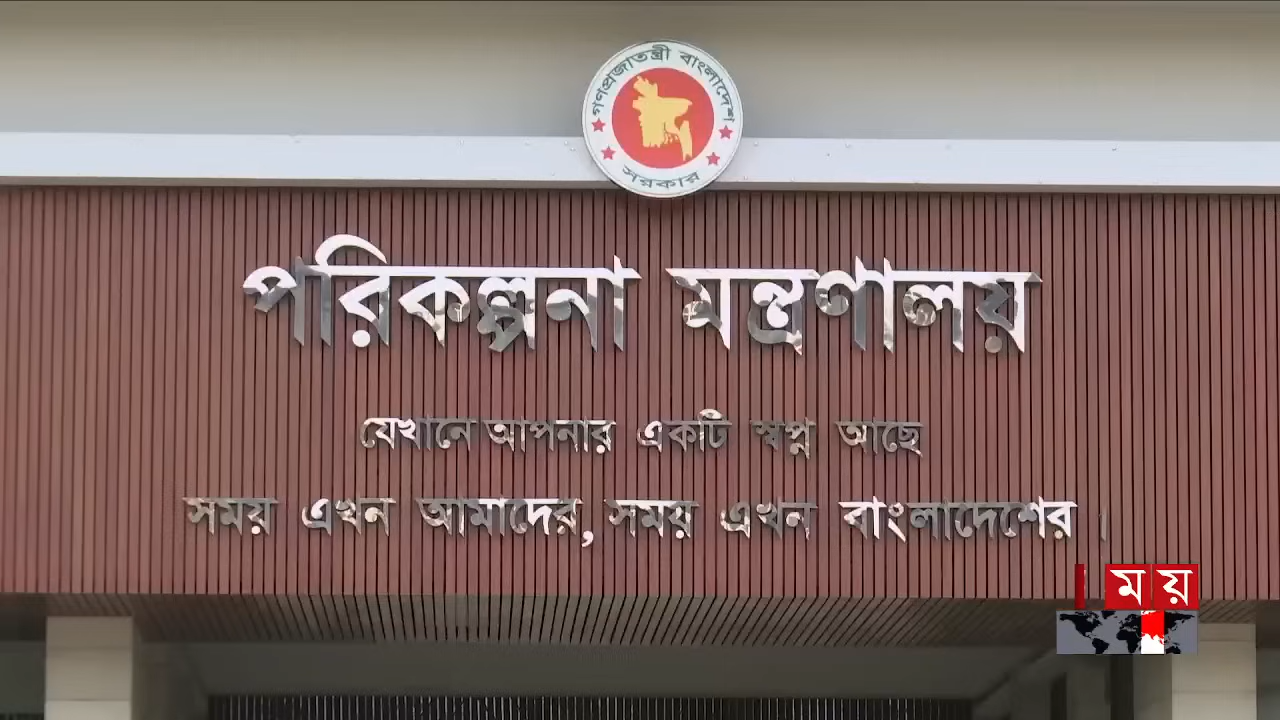 গণপ্রজাতন্ত্রী বাংলাদেশ
সরকার
পরিকল্পনা মন্ত্রণালয়
যেখানে আপনার একটি স্বপ্ন আছে
সময় এখন আমাদের, সময় এখন বাংলাদেশের।
ময়